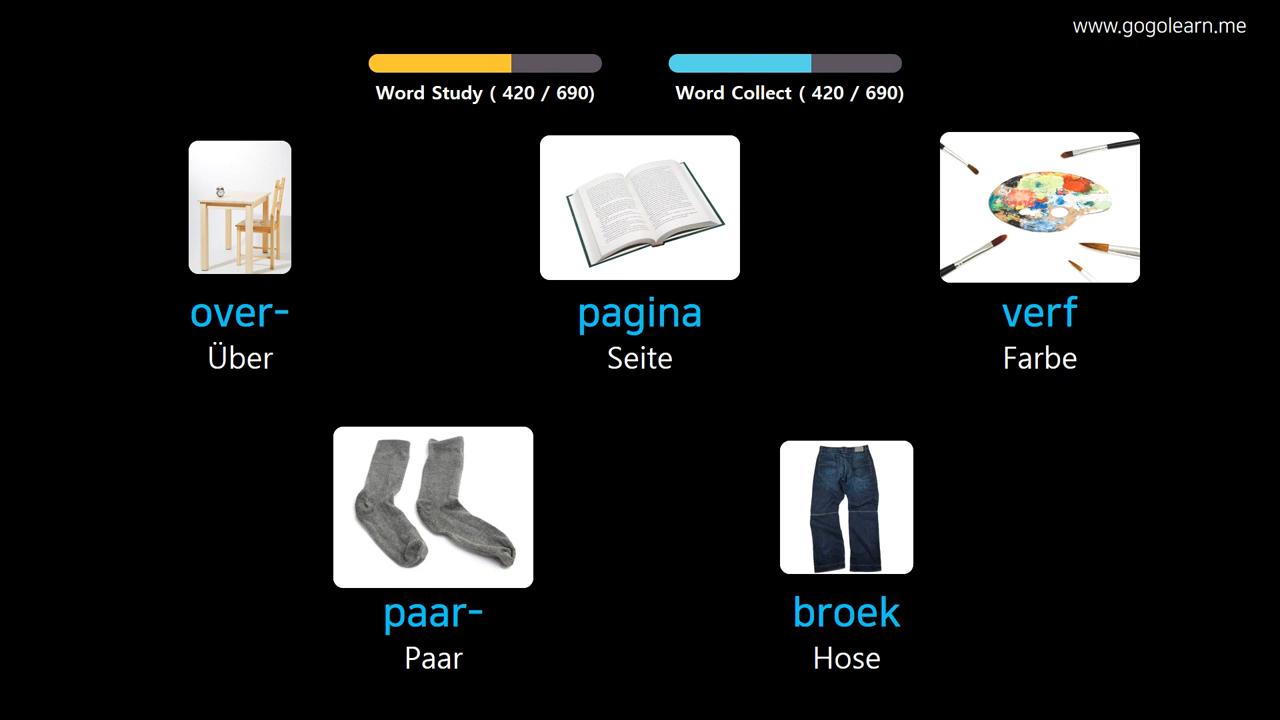 www.gogolearn.me
Word Study ( 420 / 690)
Word Collect ( 420 / 690)
over-
Über
pagina
Seite
verf
Farbe
paar-
Paar
broek
Hose